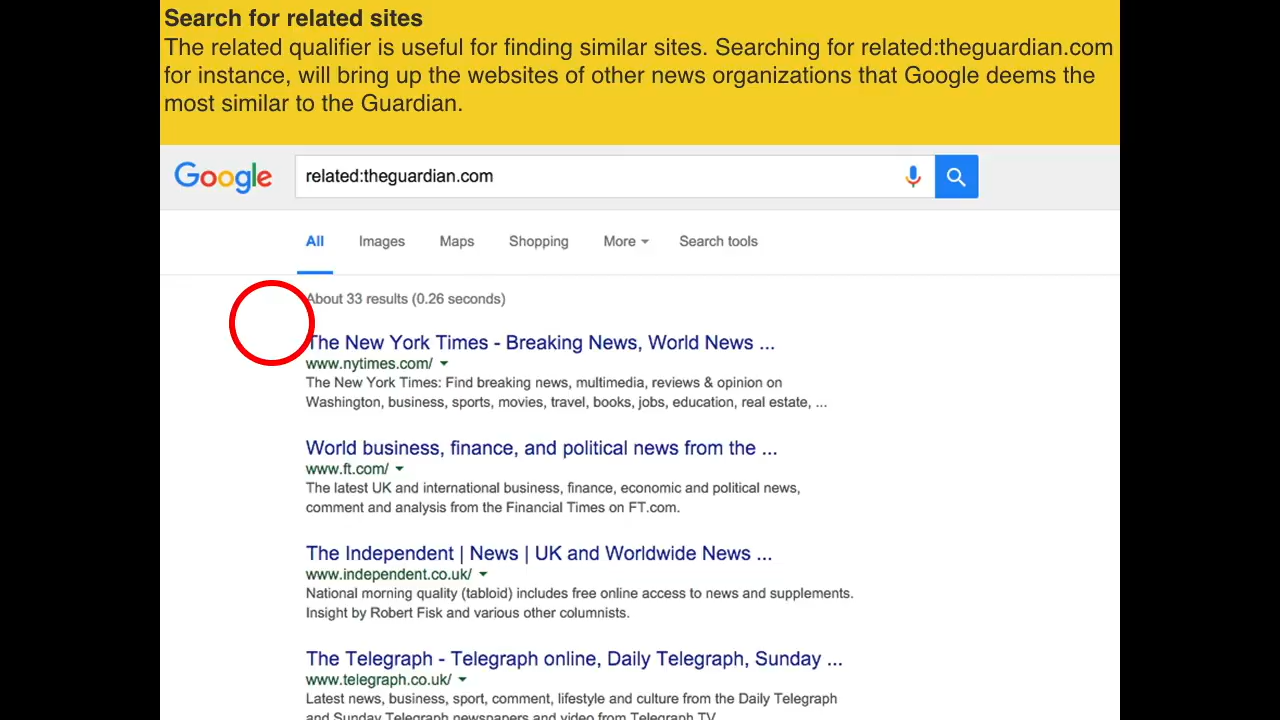 Search for related sites
The related qualifier is useful for finding similar sites. Searching for related:theguardian.com
for instance, will bring up the websites of other news organizations that Google deems the
most similar to the Guardian.
Google related:theguardian.com
All Images Maps Shopping More Search tools
About 33 results (0.26 seconds)
The New York Times - Breaking News, World News ...
www.nytimes.com/
The New York Times: Find breaking news, multimedia, reviews & opinion on
Washington, business, sports, movies, travel, books, jobs, education, real estate, ...
World business, finance, and political news from the ...
www.ft.com/
The latest UK and international business, finance, economic and political news,
comment and analysis from the Financial Times on FT.com.
The Independent | News | UK and Worldwide News ...
www.independent.co.uk/
National morning quality (tabloid) includes free online access to news and supplements.
Insight by Robert Fisk and various other columnists.
The Telegraph - Telegraph online, Daily Telegraph, Sunday ...
www.telegraph.co.uk/
Latest news, business, sport, comment, lifestyle and culture from the Daily Telegraph
and Sunday Telegraph newspapers and video from Telegraph TV.